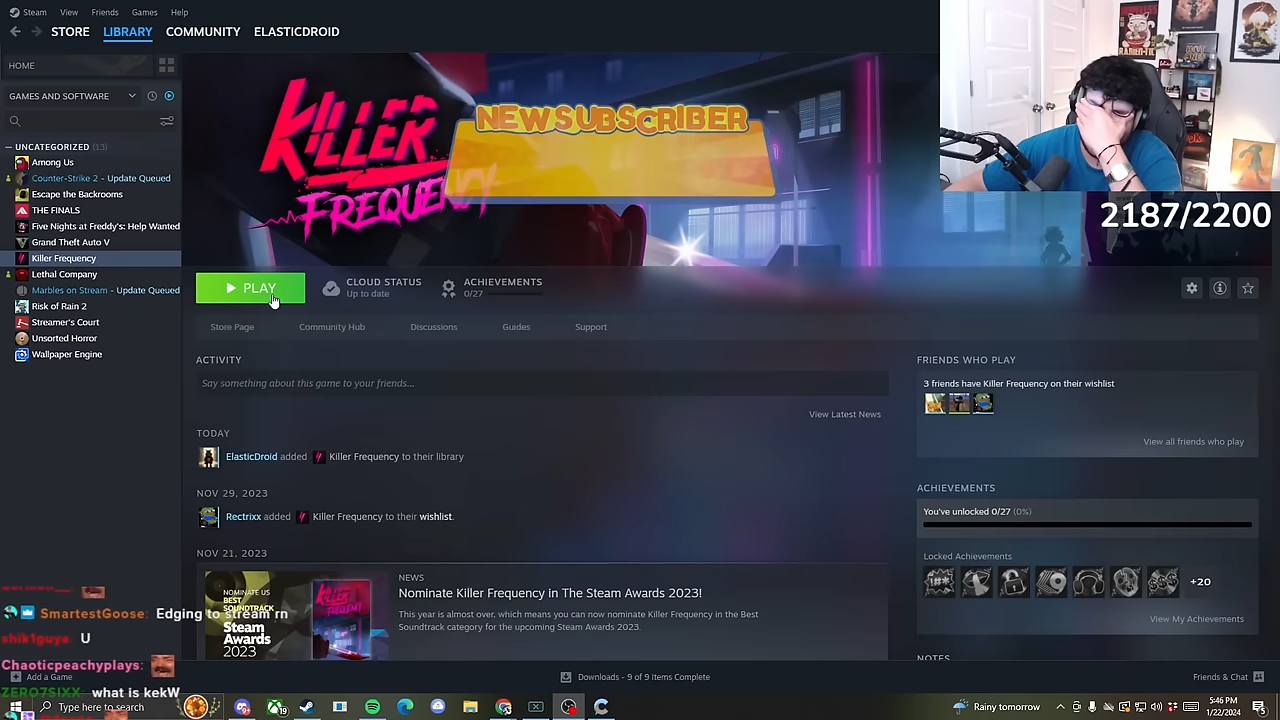 Steam View Friends Games Help
STORE LIBRARY COMMUNITY ELASTICDROID
HOME
GAMES AND SOFTWARE
UNCATEGORIZED (13)
Among Us
Counter-Strike 2 - Update Queued
Escape the Backrooms
THE FINALS
Five Nights at Freddy's: Help Wanted
Grand Theft Auto V
Killer Frequency
Lethal Company
Marbles on Stream - Update Queued
Risk of Rain 2
Streamer's Court
Unsorted Horror
Wallpaper Engine
KILLER
FREQUENCY
NEW SUBSCRIBER
2187/2200
PLAY
CLOUD STATUS
Up to date
ACHIEVEMENTS
0/27
Store Page Community Hub Discussions Guides Support
ACTIVITY
Say something about this game to your friends...
View Latest News
TODAY
ElasticDroid added Killer Frequency to their library
NOV 29, 2023
Rectrixx added Killer Frequency to their wishlist.
NOV 21, 2023
NOMINATE US
BEST
SOUNDTRACK
Steam
Awards
2023
KILLER
NEWS
Nominate Killer Frequency in The Steam Awards 2023!
This year is almost over, which means you can now nominate Killer Frequency in the Best
Soundtrack category for the upcoming Steam Awards 2023.
FRIENDS WHO PLAY
3 friends have Killer Frequency on their wishlist
View all friends who play
ACHIEVEMENTS
You've unlocked 0/27 (0%)
Locked Achievements
+20
View My Achievements
NOTES
SmartestGoose: Edging to stream rn
shik1guya: U
Chaoticpeachyplays:
ZERO7SIXX: what is kekW
Add a Game
Downloads - 9 of 9 Items Complete
Friends & Chat
Type here to search
Rainy tomorrow
5:46 PM
1/22/2024